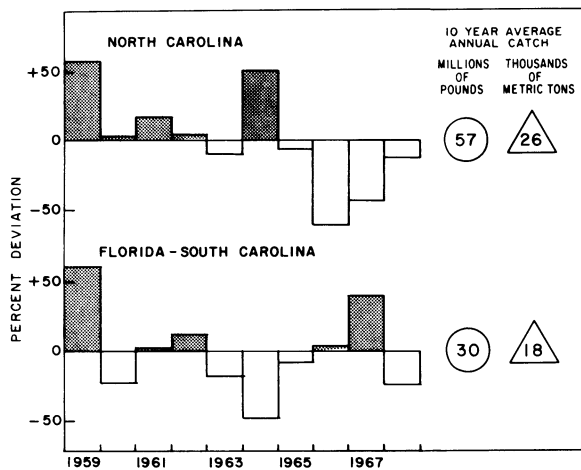 NORTH CAROLINA
10 YEAR AVERAGE
ANNUAL CATCH
MILLIONS
OF
POUNDS
THOUSANDS
OF
METRIC TONS
+50
0
-50
57
26
PERCENT DEVIATION
FLORIDA - SOUTH CAROLINA
+50
0
-50
30
18
1959 1961 1963 1965 1967